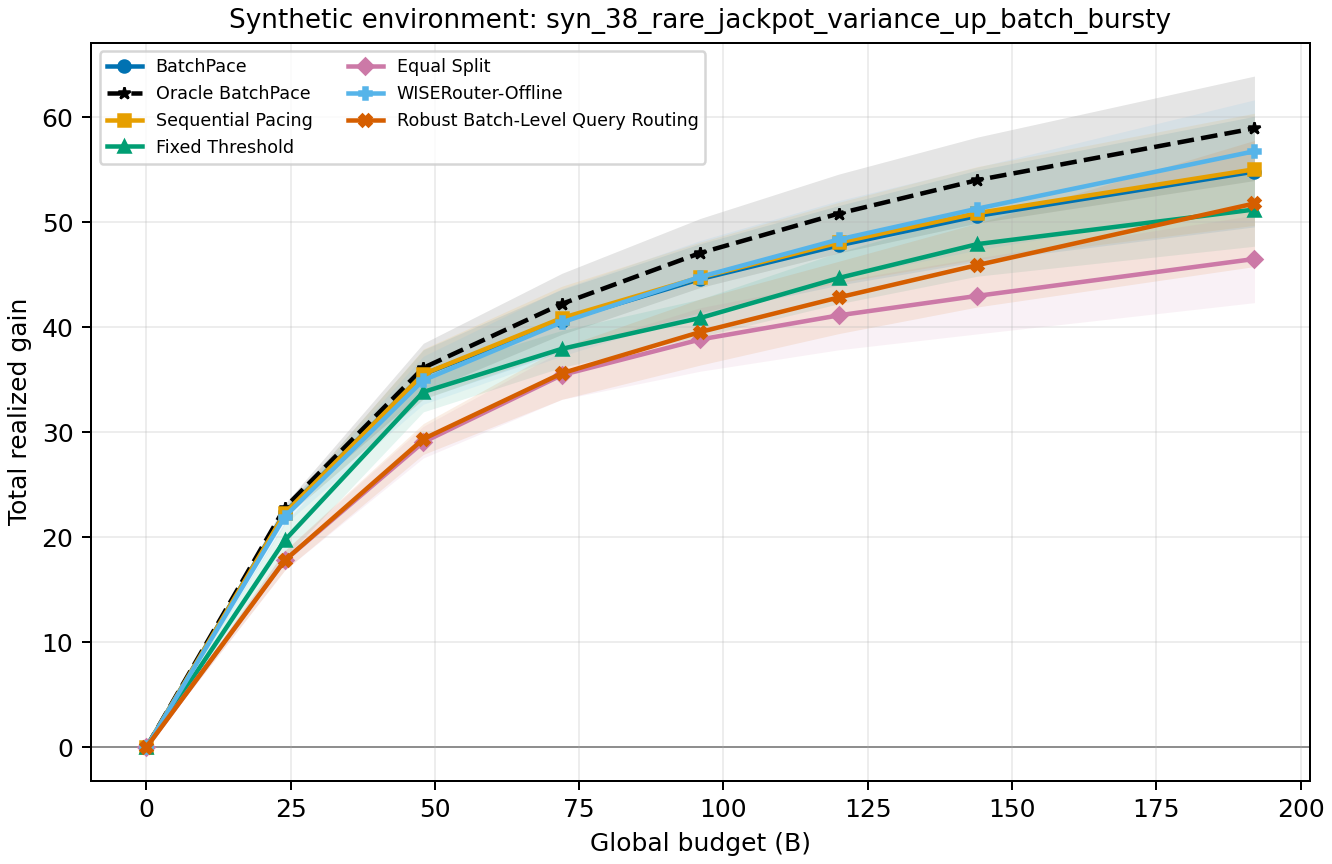 Synthetic environment: syn_38_rare_jackpot_variance_up_batch_bursty
BatchPace
Oracle BatchPace
Sequential Pacing
Fixed Threshold
Equal Split
WISERouter-Offline
Robust Batch-Level Query Routing
Total realized gain
60
50
40
30
20
10
0
0 25 50 75 100 125 150 175 200
Global budget (B)